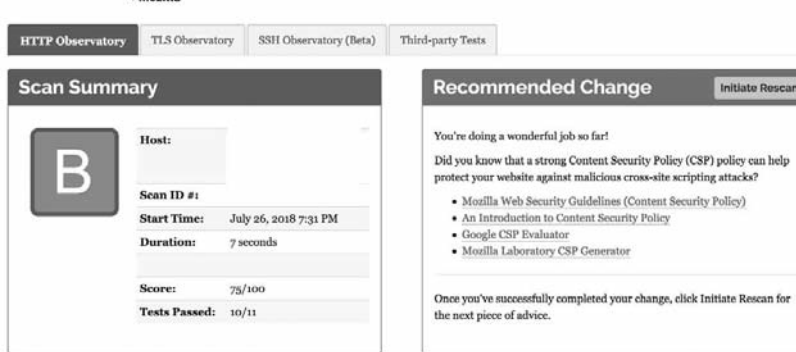 HTTP Observatory TLS Observatory SSH Observatory (Beta) Third-party Tests
Scan Summary
B
Host:
Scan ID #:
Start Time: July 26, 2018 7:31 PM
Duration: 7 seconds
Score: 75/100
Tests Passed: 10/11
Recommended Change
Initiate Rescan
You're doing a wonderful job so far!
Did you know that a strong Content Security Policy (CSP) policy can help
protect your website against malicious cross-site scripting attacks?
• Mozilla Web Security Guidelines (Content Security Policy)
• An Introduction to Content Security Policy
• Google CSP Evaluator
• Mozilla Laboratory CSP Generator
Once you've successfully completed your change, click Initiate Rescan for
the next piece of advice.